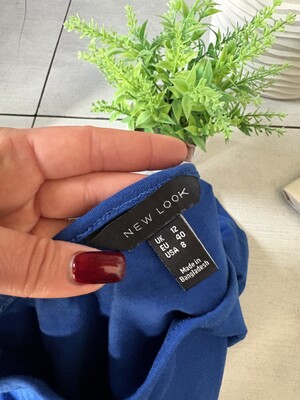 NEW LOOK
UK 12
EU 40
USA 8
Made in
Bangladesh